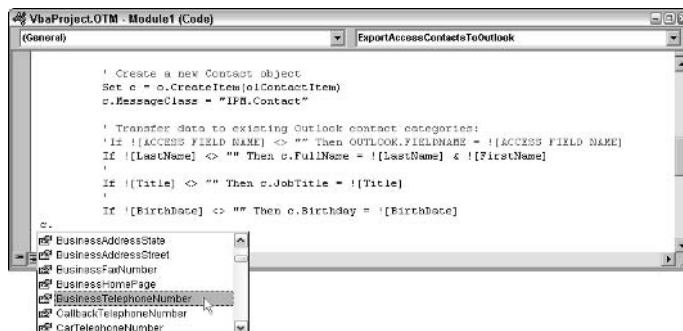 VbaProject.OTM - Module1 (Code)
(General) ExportAccessContactsToOutlook
' Create a new Contact object
Set c = o.CreateItem(olContactItem)
c.MessageClass = "IPM.Contact"
' Transfer data to existing Outlook contact categories:
'If ![ACCESS FIELD NAME] <> "" Then OUTLOOK.FIELDNAME = ![ACCESS FIELD NAME]
If ![LastName] <> "" Then c.FullName = ![LastName] & ![FirstName]
'
If ![Title] <> "" Then c.JobTitle = ![Title]
'
If ![BirthDate] <> "" Then c.Birthday = ![BirthDate]
c.
BusinessAddressState
BusinessAddressStreet
BusinessFaxNumber
BusinessHomePage
BusinessTelephoneNumber
CallbackTelephoneNumber
CarTelephoneNumber